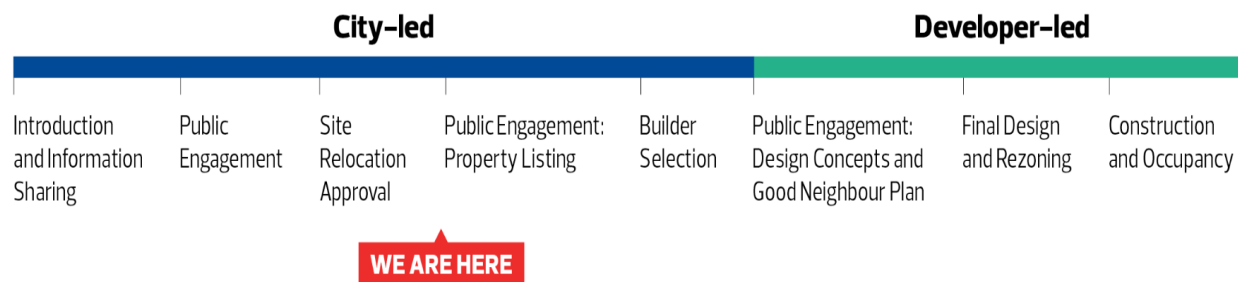 City–led
Developer–led
Introduction
and Information
Sharing
Public
Engagement
Site
Relocation
Approval
Public Engagement:
Property Listing
Builder
Selection
Public Engagement:
Design Concepts and
Good Neighbour Plan
Final Design
and Rezoning
Construction
and Occupancy
WE ARE HERE